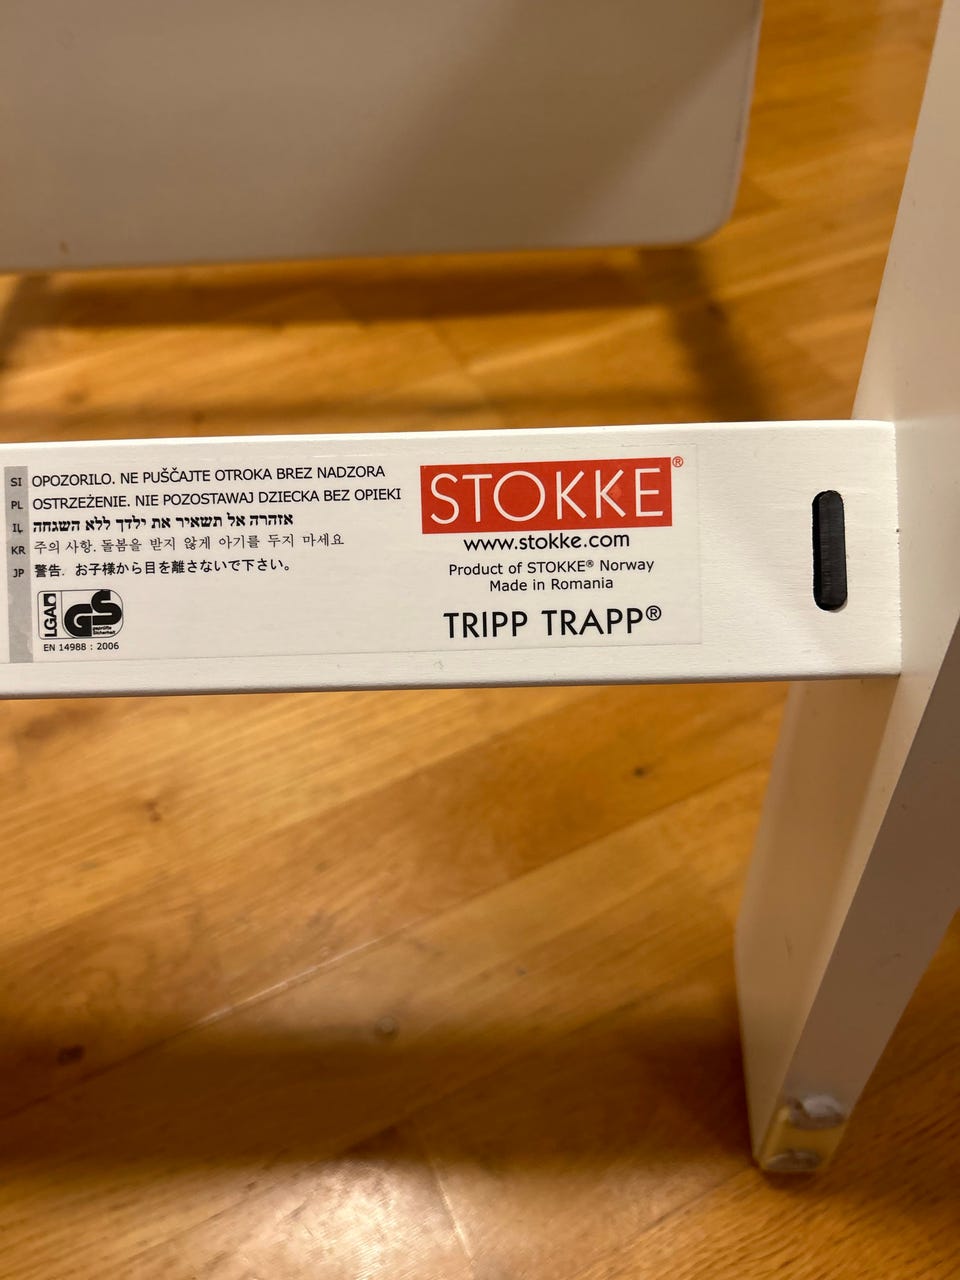 SI OPOZORILO. NE PUŠČAJTE OTROKA BREZ NADZORA
PL OSTRZEŻENIE. NIE POZOSTAWAJ DZIECKA BEZ OPIEKI
IL אזהרה אל תשאיר את ילדך ללא השגחה
KR 주의 사항. 돌봄을 받지 않게 아기를 두지 마세요
JP 警告. お子様から目を離さないで下さい。
LGA GS geprüfte Sicherheit
EN 14988 : 2006
STOKKE®
www.stokke.com
Product of STOKKE® Norway
Made in Romania
TRIPP TRAPP®